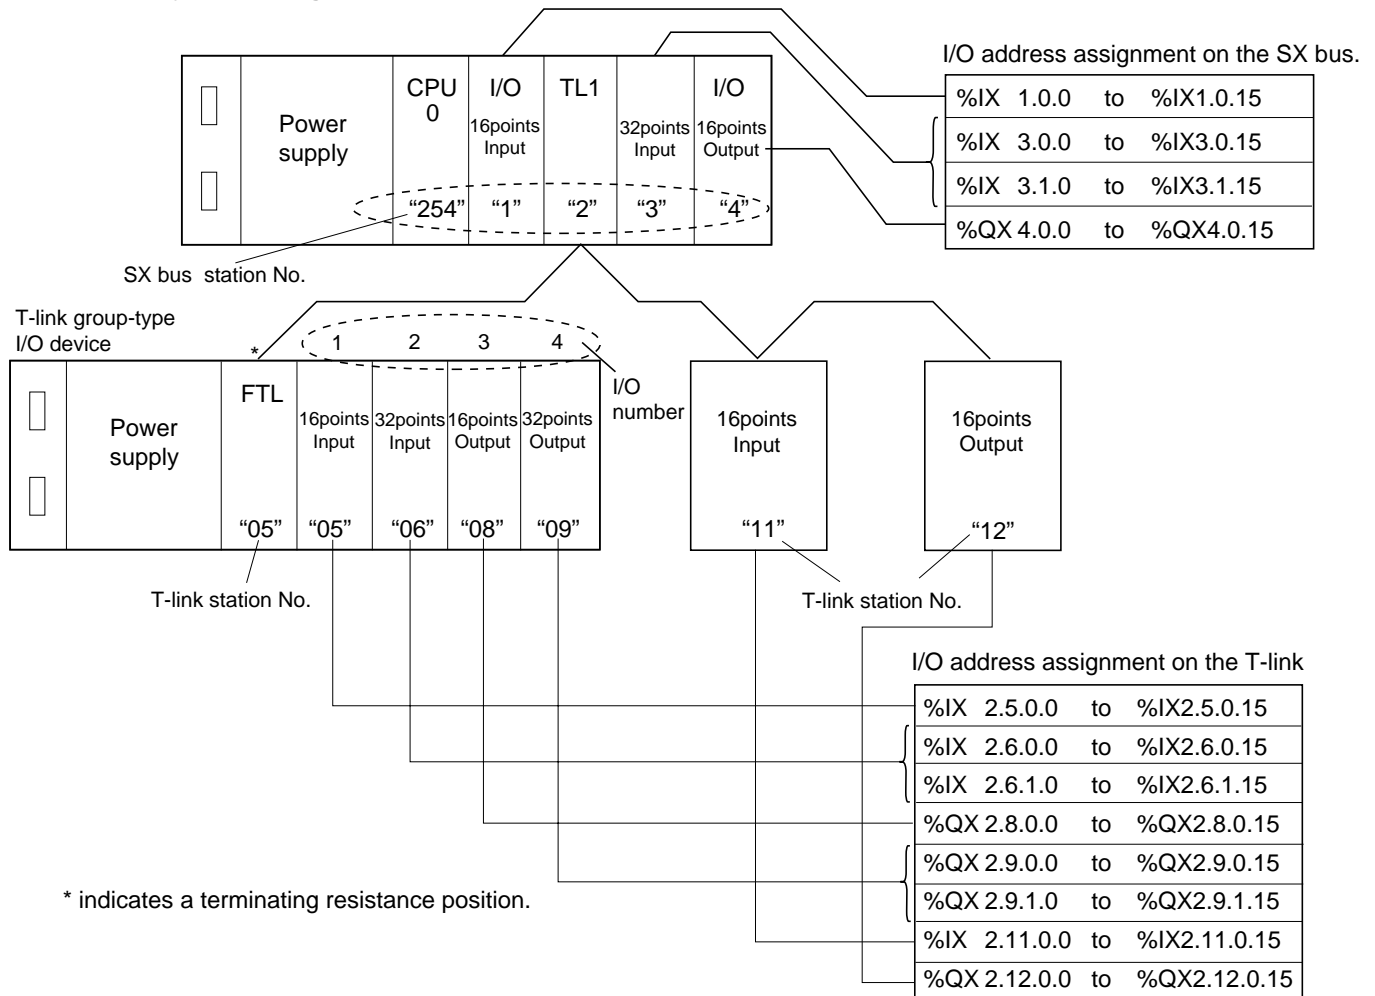 I/O address assignment on the SX bus.
CPU
0
I/O
TL1
I/O
Power
supply
16points
Input
32points
Input
16points
Output
“254”
“1”
“2”
“3”
“4”
%IX 1.0.0 to %IX1.0.15
%IX 3.0.0 to %IX3.0.15
%IX 3.1.0 to %IX3.1.15
%QX 4.0.0 to %QX4.0.15
SX bus station No.
T-link group-type
I/O device
*
1
2
3
4
I/O
number
FTL
Power
supply
16points
Input
32points
Input
16points
Output
32points
Output
16points
Input
16points
Output
“05”
“05”
“06”
“08”
“09”
“11”
“12”
T-link station No.
T-link station No.
I/O address assignment on the T-link
%IX 2.5.0.0 to %IX2.5.0.15
%IX 2.6.0.0 to %IX2.6.0.15
%IX 2.6.1.0 to %IX2.6.1.15
%QX 2.8.0.0 to %QX2.8.0.15
%QX 2.9.0.0 to %QX2.9.0.15
%QX 2.9.1.0 to %QX2.9.1.15
%IX 2.11.0.0 to %IX2.11.0.15
%QX 2.12.0.0 to %QX2.12.0.15
* indicates a terminating resistance position.